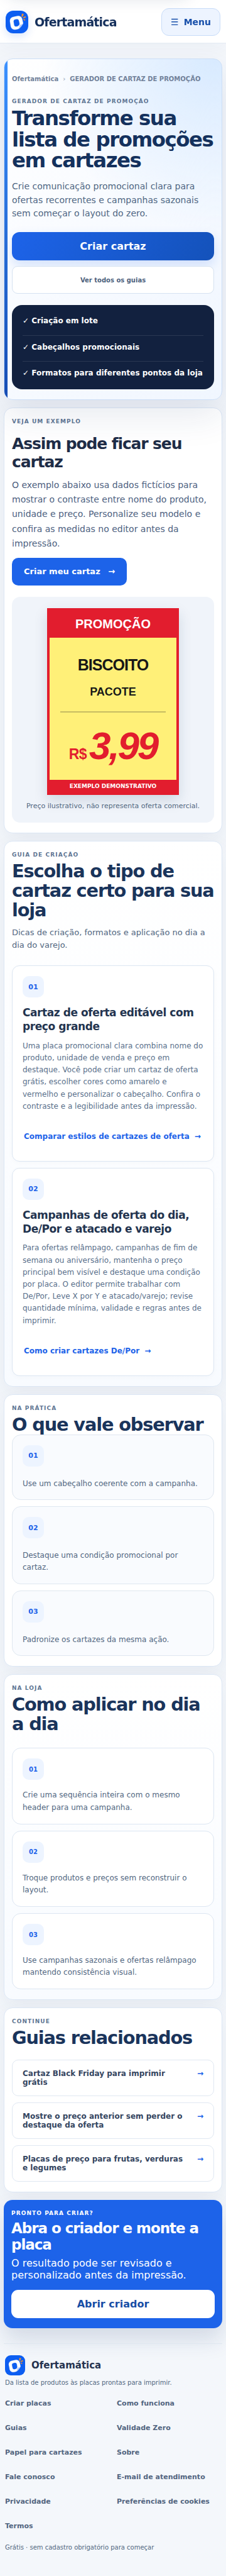 Ofertamática
☰ Menu
Ofertamática › GERADOR DE CARTAZ DE PROMOÇÃO
GERADOR DE CARTAZ DE PROMOÇÃO
Transforme sua
lista de promoções
em cartazes
Crie comunicação promocional clara para
ofertas recorrentes e campanhas sazonais
sem começar o layout do zero.
Criar cartaz
Ver todos os guias
✓ Criação em lote
✓ Cabeçalhos promocionais
✓ Formatos para diferentes pontos da loja
VEJA UM EXEMPLO
Assim pode ficar seu
cartaz
O exemplo abaixo usa dados fictícios para
mostrar o contraste entre nome do produto,
unidade e preço. Personalize seu modelo e
confira as medidas no editor antes da
impressão.
Criar meu cartaz →
PROMOÇÃO
BISCOITO
PACOTE
R$ 3,99
EXEMPLO DEMONSTRATIVO
Preço ilustrativo, não representa oferta comercial.
GUIA DE CRIAÇÃO
Escolha o tipo de
cartaz certo para sua
loja
Dicas de criação, formatos e aplicação no dia a
dia do varejo.
01
Cartaz de oferta editável com
preço grande
Uma placa promocional clara combina nome do
produto, unidade de venda e preço em
destaque. Você pode criar um cartaz de oferta
grátis, escolher cores como amarelo e
vermelho e personalizar o cabeçalho. Confira o
contraste e a legibilidade antes da impressão.
Comparar estilos de cartazes de oferta →
02
Campanhas de oferta do dia,
De/Por e atacado e varejo
Para ofertas relâmpago, campanhas de fim de
semana ou aniversário, mantenha o preço
principal bem visível e destaque uma condição
por placa. O editor permite trabalhar com
De/Por, Leve X por Y e atacado/varejo; revise
quantidade mínima, validade e regras antes de
imprimir.
Como criar cartazes De/Por →
NA PRÁTICA
O que vale observar
01
Use um cabeçalho coerente com a campanha.
02
Destaque uma condição promocional por
cartaz.
03
Padronize os cartazes da mesma ação.
NA LOJA
Como aplicar no dia
a dia
01
Crie uma sequência inteira com o mesmo
header para uma campanha.
02
Troque produtos e preços sem reconstruir o
layout.
03
Use campanhas sazonais e ofertas relâmpago
mantendo consistência visual.
CONTINUE
Guias relacionados
Cartaz Black Friday para imprimir
grátis →
Mostre o preço anterior sem perder o
destaque da oferta →
Placas de preço para frutas, verduras
e legumes →
PRONTO PARA CRIAR?
Abra o criador e monte a
placa
O resultado pode ser revisado e
personalizado antes da impressão.
Abrir criador
Ofertamática
Da lista de produtos às placas prontas para imprimir.
Criar placas
Como funciona
Guias
Validade Zero
Papel para cartazes
Sobre
Fale conosco
E-mail de atendimento
Privacidade
Preferências de cookies
Termos
Grátis · sem cadastro obrigatório para começar